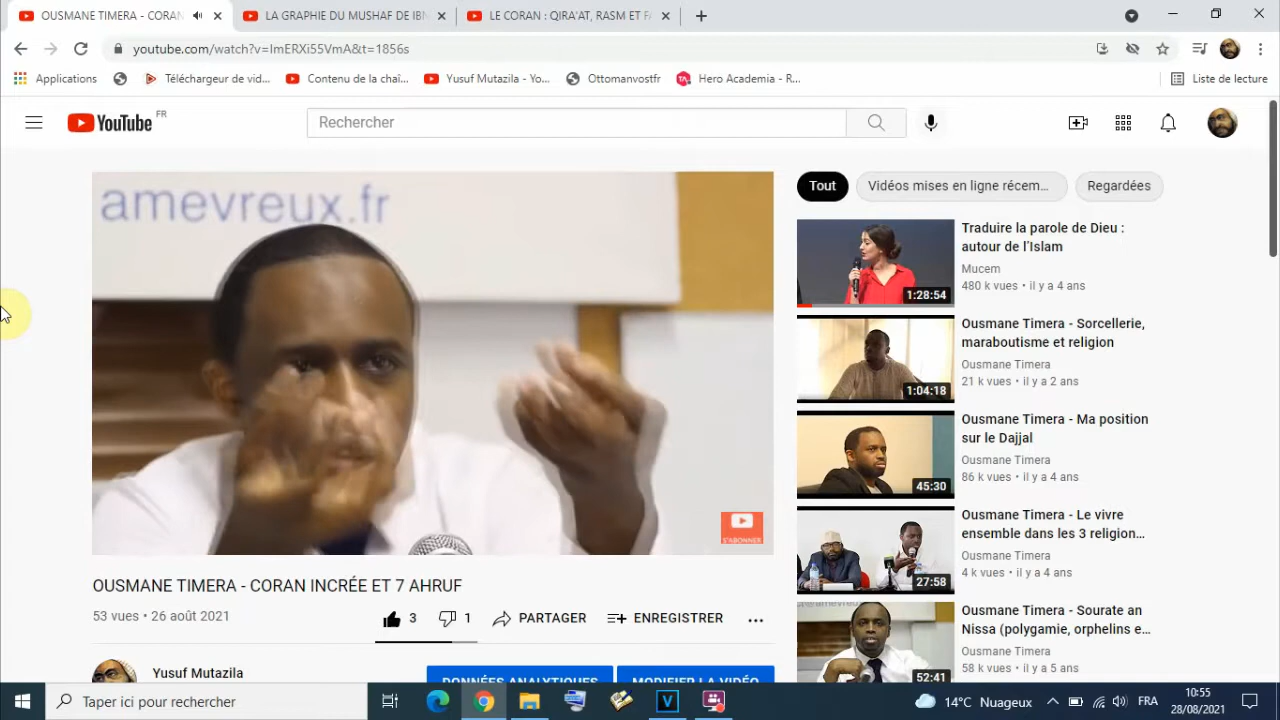 OUSMANE TIMERA - CORAN
LA GRAPHIE DU MUSHAF DE IBN
LE CORAN : QIRA'AT, RASM ET F
youtube.com/watch?v=ImERXi55VmA&t=1856s
Applications
Téléchargeur de vid...
Contenu de la chaî...
Yusuf Mutazila - Yo...
Ottomanvostfr
Hero Academia - R...
Liste de lecture
YouTube FR
Rechercher
amevreux.fr
S'ABONNER
OUSMANE TIMERA - CORAN INCRÉE ET 7 AHRUF
53 vues • 26 août 2021
3
1
PARTAGER
ENREGISTRER
Yusuf Mutazila
DONNÉES ANALYTIQUES
MODIFIER LA VIDÉO
Tout
Vidéos mises en ligne récem...
Regardées
1:28:54
Traduire la parole de Dieu :
autour de l'Islam
Mucem
480 k vues • il y a 4 ans
1:04:18
Ousmane Timera - Sorcellerie,
maraboutisme et religion
Ousmane Timera
21 k vues • il y a 2 ans
45:30
Ousmane Timera - Ma position
sur le Dajjal
Ousmane Timera
86 k vues • il y a 4 ans
27:58
Ousmane Timera - Le vivre
ensemble dans les 3 religion...
Ousmane Timera
4 k vues • il y a 4 ans
amevreux.fr
52:41
Ousmane Timera - Sourate an
Nissa (polygamie, orphelins e...
Ousmane Timera
58 k vues • il y a 5 ans
Taper ici pour rechercher
14°C Nuageux
FRA
10:55
28/08/2021